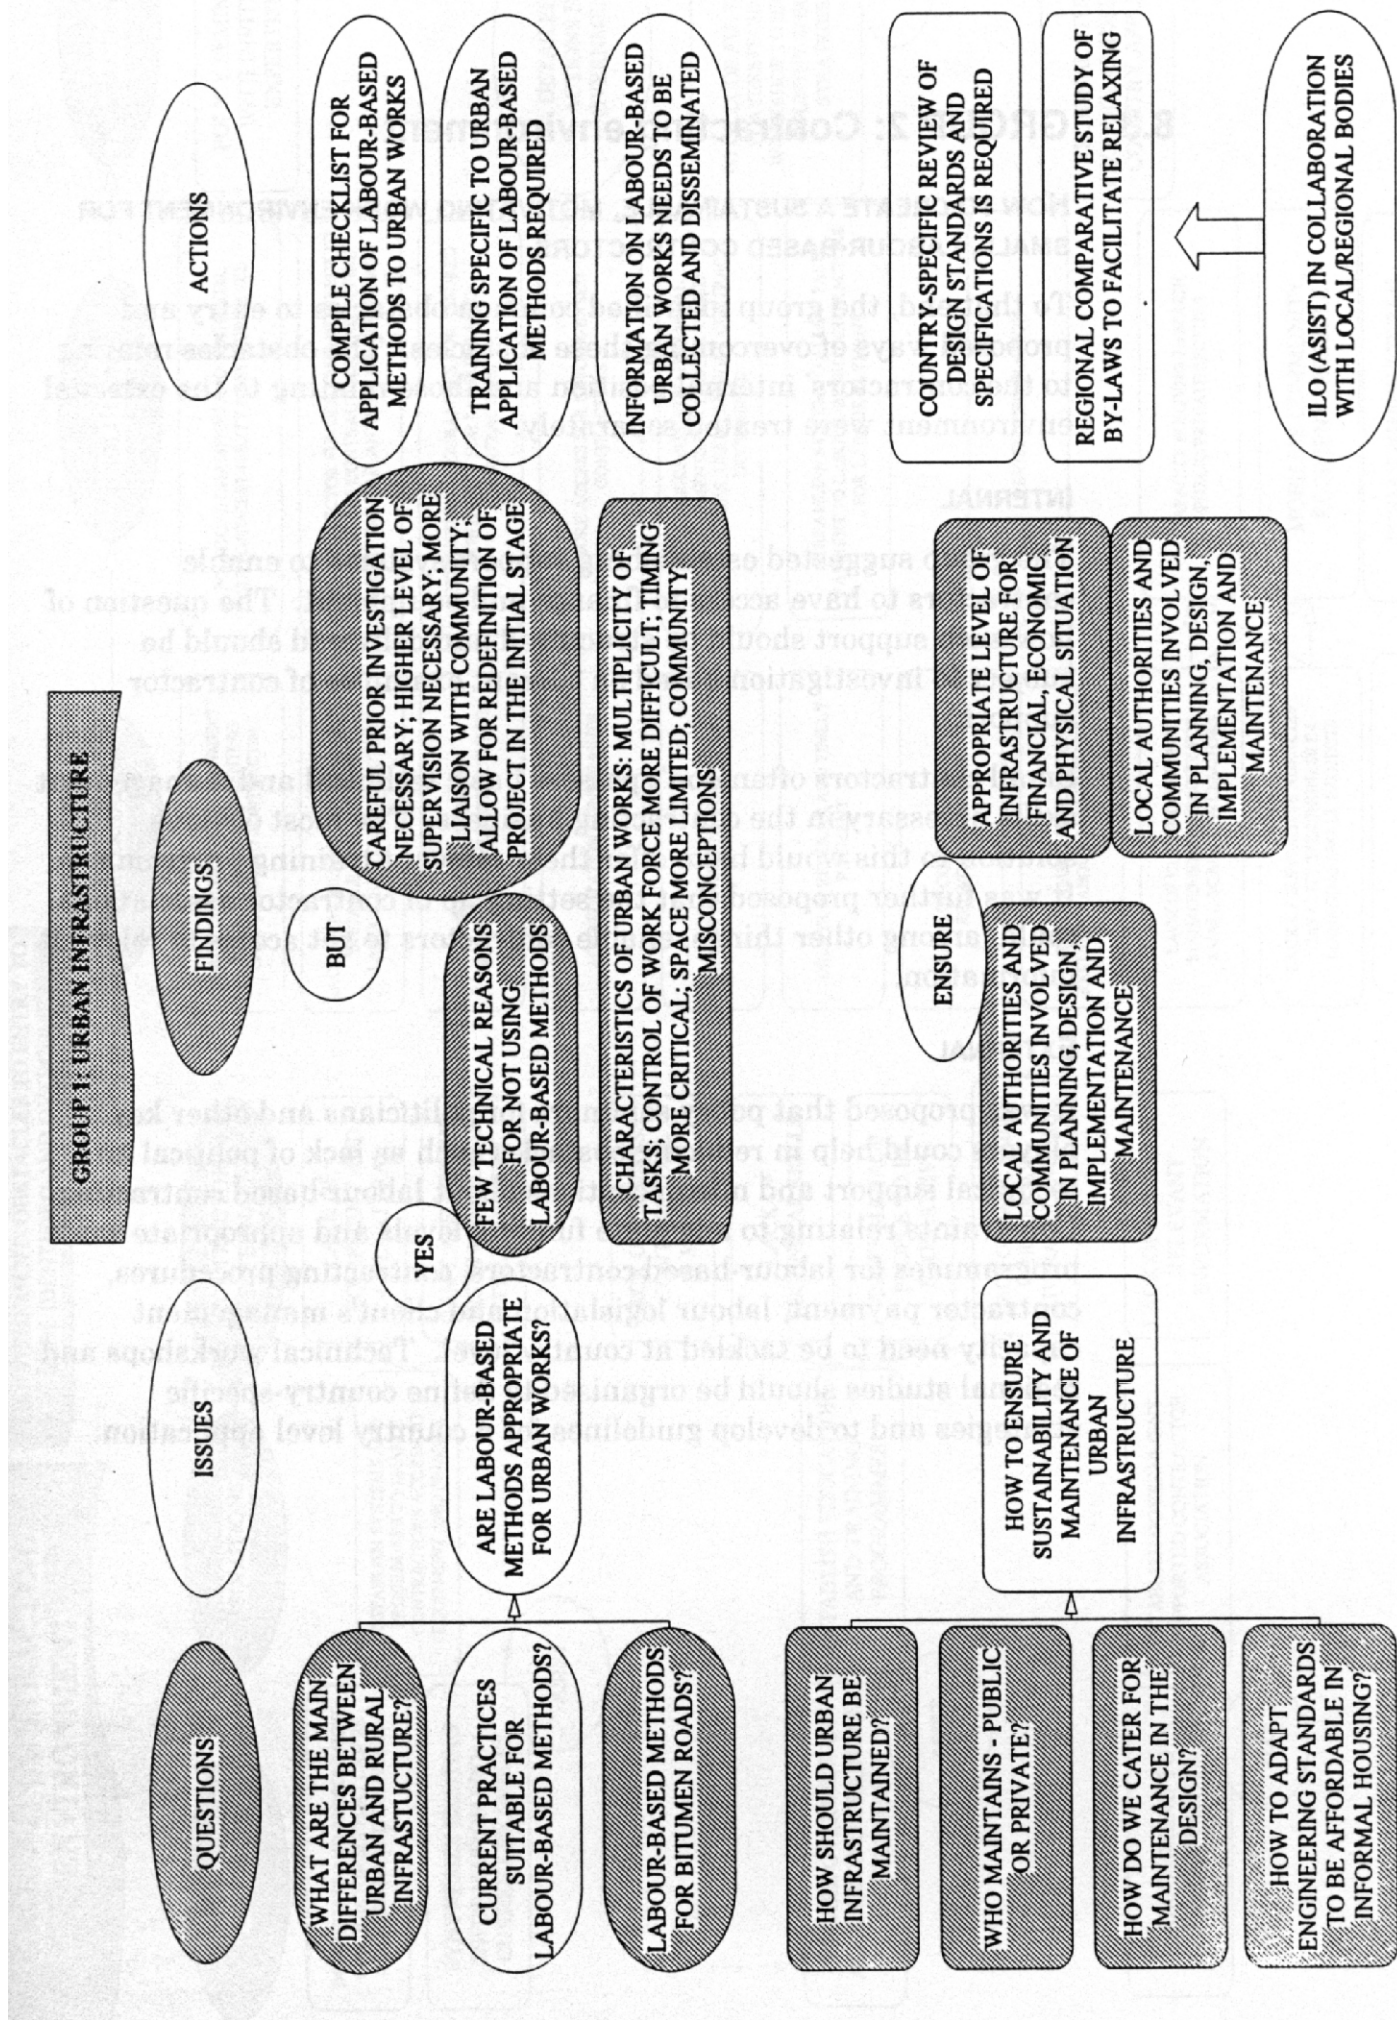 GROUP 1: URBAN INFRASTRUCTURE
QUESTIONS
ISSUES
FINDINGS
ACTIONS
WHAT ARE THE MAIN
DIFFERENCES BETWEEN
URBAN AND RURAL
INFRASTUCTURE?
CURRENT PRACTICES
SUITABLE FOR
LABOUR-BASED METHODS?
LABOUR-BASED METHODS
FOR BITUMEN ROADS?
ARE LABOUR-BASED
METHODS APPROPRIATE
FOR URBAN WORKS?
YES
FEW TECHNICAL REASONS
FOR NOT USING
LABOUR-BASED METHODS
BUT
CAREFUL PRIOR INVESTIGATION
NECESSARY; HIGHER LEVEL OF
SUPERVISION NECESSARY; MORE
LIAISON WITH COMMUNITY;
ALLOW FOR REDEFINITION OF
PROJECT IN THE INITIAL STAGE
CHARACTERISTICS OF URBAN WORKS: MULTIPLICITY OF
TASKS; CONTROL OF WORK FORCE MORE DIFFICULT; TIMING
MORE CRITICAL; SPACE MORE LIMITED; COMMUNITY
MISCONCEPTIONS
COMPILE CHECKLIST FOR
APPLICATION OF LABOUR-BASED
METHODS TO URBAN WORKS
TRAINING SPECIFIC TO URBAN
APPLICATION OF LABOUR-BASED
METHODS REQUIRED
INFORMATION ON LABOUR-BASED
URBAN WORKS NEEDS TO BE
COLLECTED AND DISSEMINATED
HOW SHOULD URBAN
INFRASTRUCTURE BE
MAINTAINED?
WHO MAINTAINS - PUBLIC
OR PRIVATE?
HOW DO WE CATER FOR
MAINTENANCE IN THE
DESIGN?
HOW TO ADAPT
ENGINEERING STANDARDS
TO BE AFFORDABLE IN
INFORMAL HOUSING?
HOW TO ENSURE
SUSTAINABILITY AND
MAINTENANCE OF
URBAN
INFRASTRUCTURE
ENSURE
LOCAL AUTHORITIES AND
COMMUNITIES INVOLVED
IN PLANNING, DESIGN,
IMPLEMENTATION AND
MAINTENANCE
APPROPRIATE LEVEL OF
INFRASTRUCTURE FOR
FINANCIAL, ECONOMIC
AND PHYSICAL SITUATION
LOCAL AUTHORITIES AND
COMMUNITIES INVOLVED
IN PLANNING, DESIGN,
IMPLEMENTATION AND
MAINTENANCE
COUNTRY-SPECIFIC REVIEW OF
DESIGN STANDARDS AND
SPECIFICATIONS IS REQUIRED
REGIONAL COMPARATIVE STUDY OF
BY-LAWS TO FACILITATE RELAXING
ILO (ASIST) IN COLLABORATION
WITH LOCAL/REGIONAL BODIES